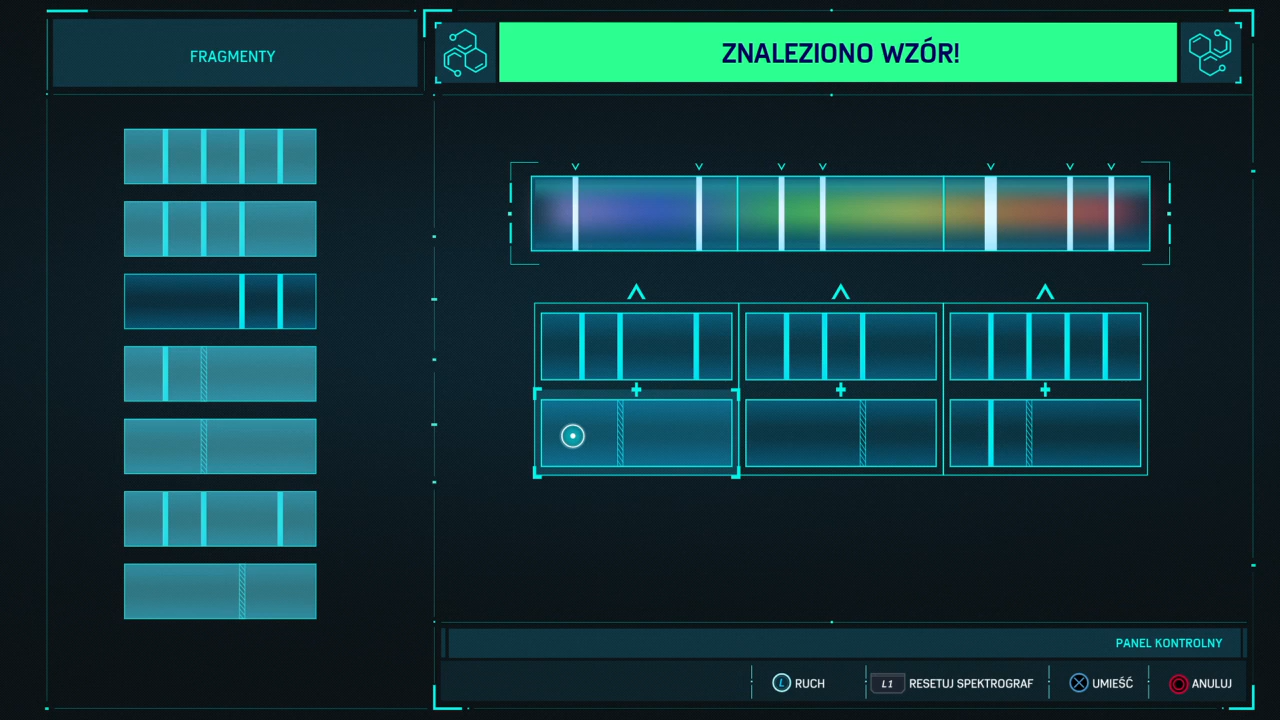 FRAGMENTY
ZNALEZIONO WZÓR!
PANEL KONTROLNY
L RUCH
L1 RESETUJ SPEKTROGRAF
UMIEŚĆ
ANULUJ